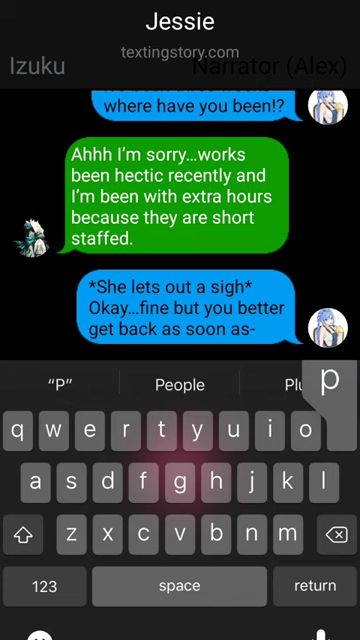 Jessie
textingstory.com
Izuku
Narrator (Alex)
where have you been!?
Ahhh I'm sorry…works
been hectic recently and
I'm been with extra hours
because they are short
staffed.
*She lets out a sigh*
Okay…fine but you better
get back as soon as-
"P" People Plu
p
q w e r t y u i o
a s d f g h j k l
z x c v b n m
123 space return